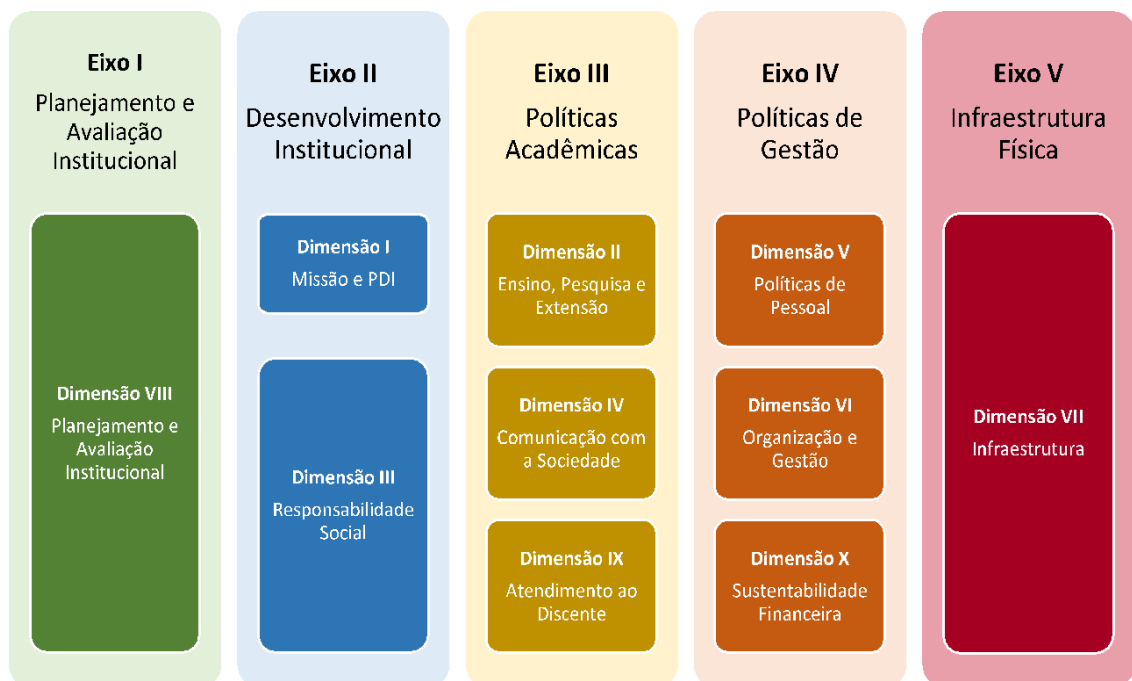 Eixo I
Planejamento e
Avaliação
Institucional
Dimensão VIII
Planejamento e
Avaliação
Institucional
Eixo II
Desenvolvimento
Institucional
Dimensão I
Missão e PDI
Dimensão III
Responsabilidade
Social
Eixo III
Políticas
Acadêmicas
Dimensão II
Ensino, Pesquisa e
Extensão
Dimensão IV
Comunicação com
a Sociedade
Dimensão IX
Atendimento ao
Discente
Eixo IV
Políticas de
Gestão
Dimensão V
Políticas de
Pessoal
Dimensão VI
Organização e
Gestão
Dimensão X
Sustentabilidade
Financeira
Eixo V
Infraestrutura
Física
Dimensão VII
Infraestrutura